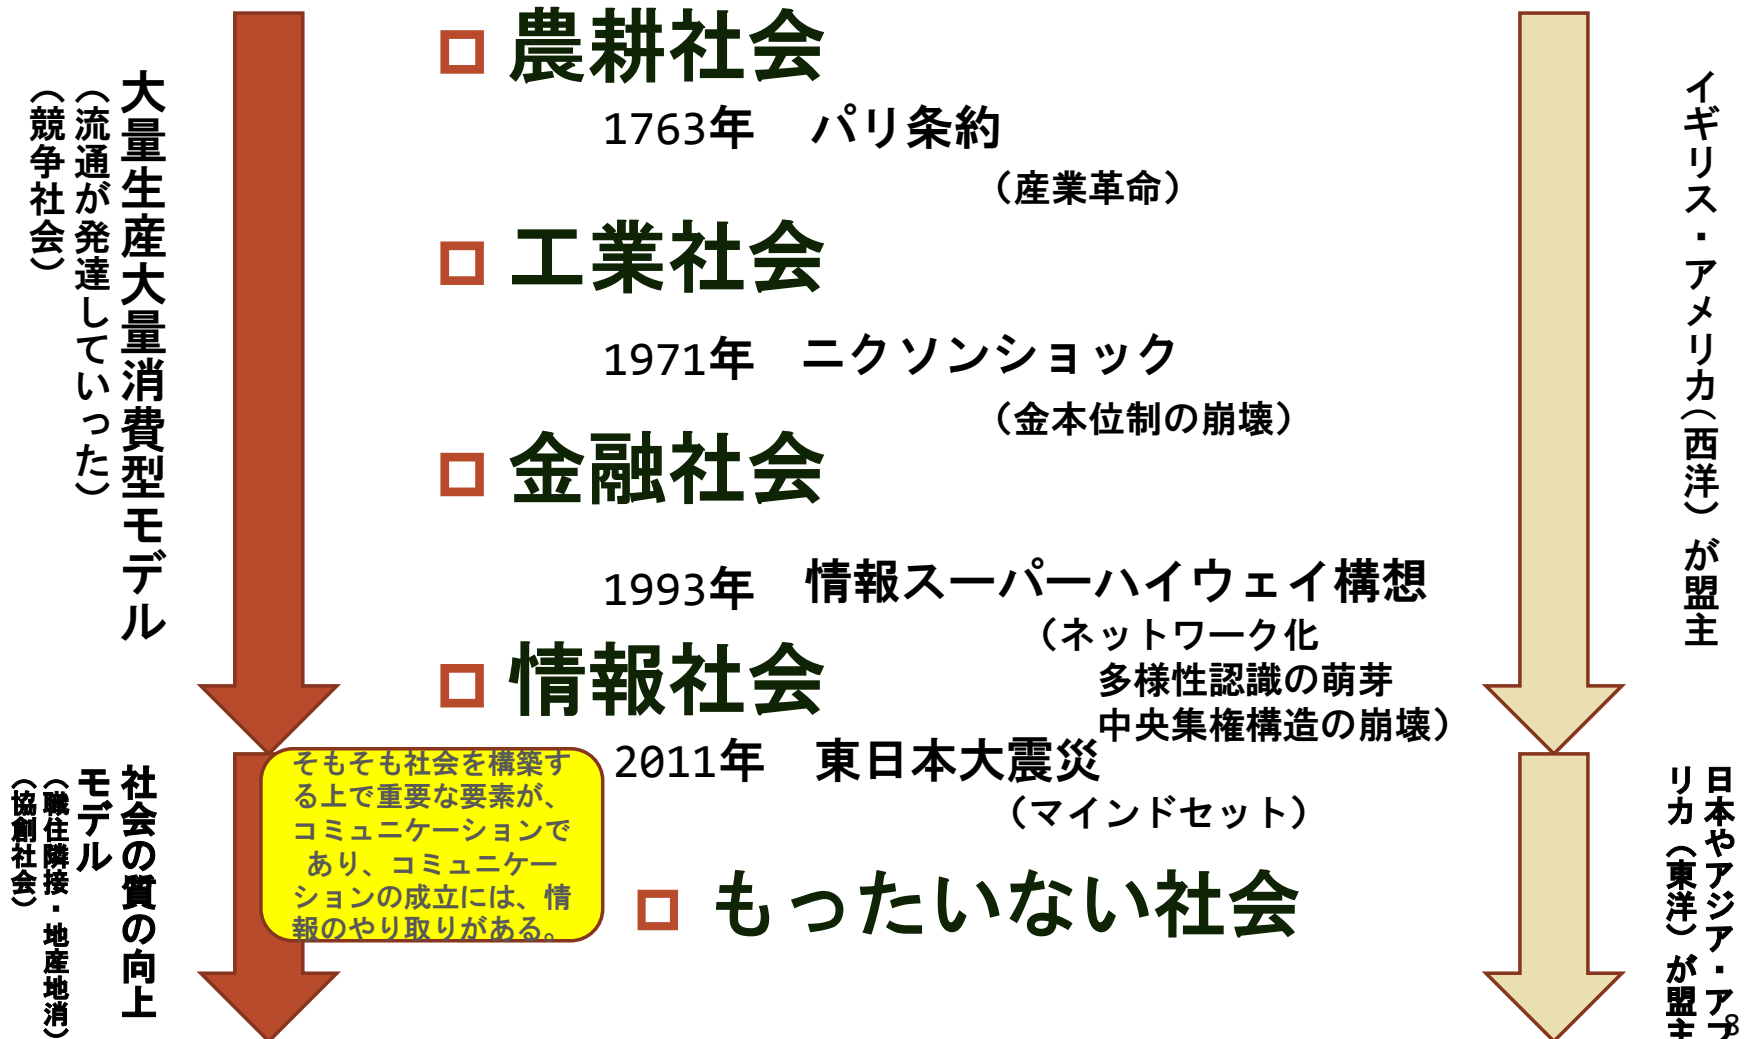 農耕社会
1763年 パリ条約
（産業革命）
工業社会
1971年 ニクソンショック
（金本位制の崩壊）
金融社会
1993年 情報スーパーハイウェイ構想
（ネットワーク化
多様性認識の萌芽
中央集権構造の崩壊）
情報社会
2011年 東日本大震災
（マインドセット）
もったいない社会
大量生産大量消費型モデル
（流通が発達していった）
（競争社会）
社会の質の向上
モデル
（職住隣接・地産地消）
（協創社会）
そもそも社会を構築す
る上で重要な要素が、
コミュニケーションで
あり、コミュニケー
ションの成立には、情
報のやり取りがある。
イギリス・アメリカ（西洋）が盟主
日本やアジア・アフ
リカ（東洋）が盟主
8